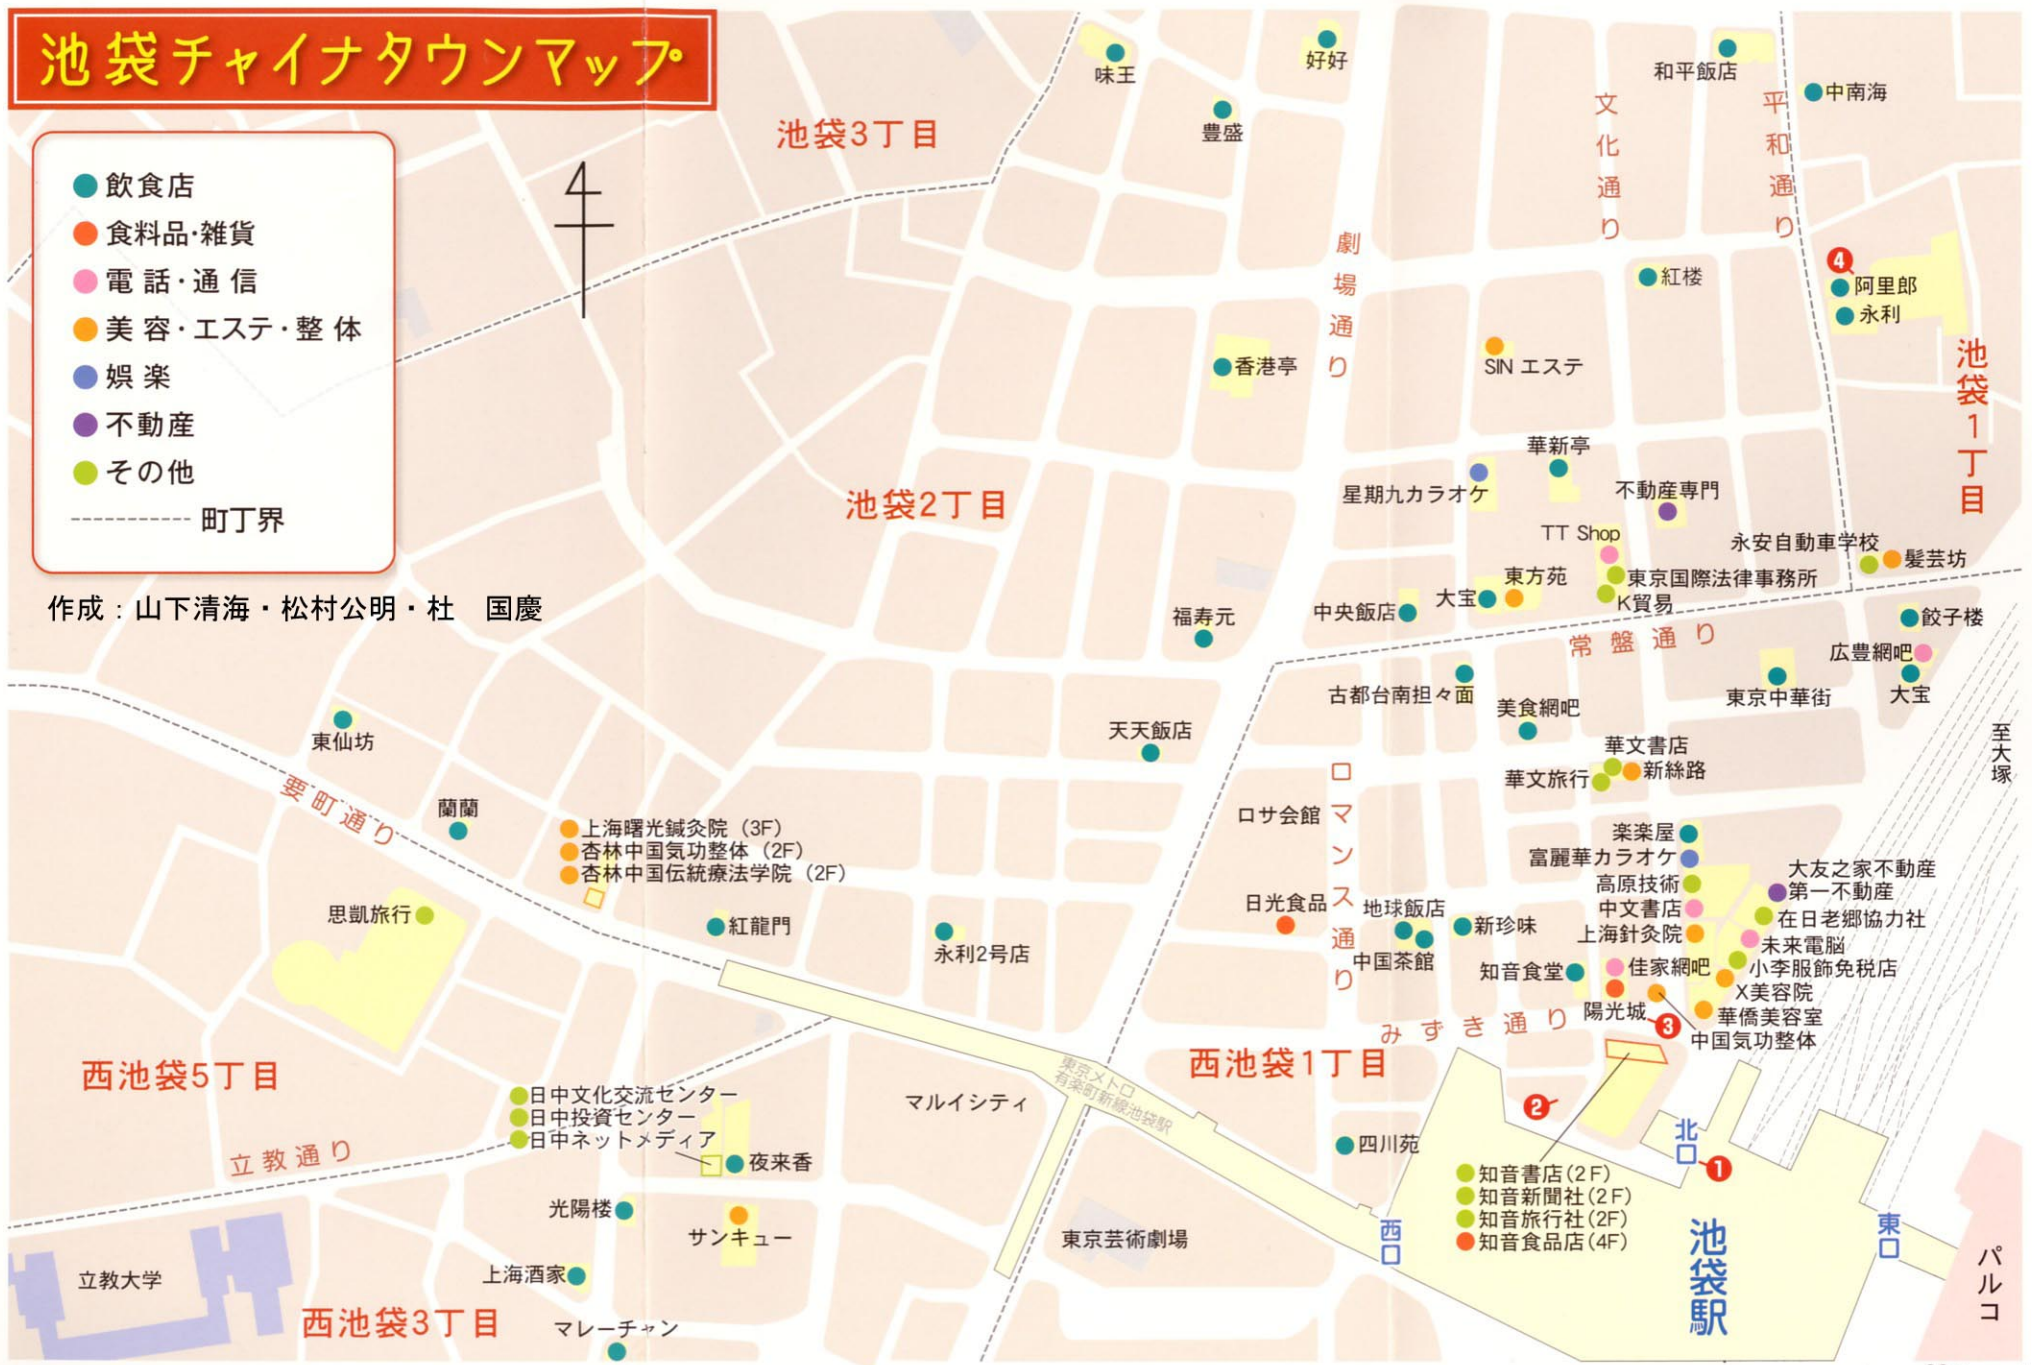 池袋チャイナタウンマップ
飲食店
食料品・雑貨
電話・通信
美容・エステ・整体
娯楽
不動産
その他
町丁界
作成：山下清海・松村公明・杜　国慶
味王
好好
豊盛
和平飯店
中南海
池袋3丁目
文化通り
平和通り
劇場通り
紅楼
4
阿里郎
永利
香港亭
SIN エステ
池袋1丁目
華新亭
星期九カラオケ
不動産専門
池袋2丁目
TT Shop
永安自動車学校
髪芸坊
東方苑
東京国際法律事務所
大宝
K貿易
中央飯店
福寿元
餃子楼
常盤通り
広豊網吧
大宝
古都台南担々面
東京中華街
美食網吧
東仙坊
天天飯店
至大塚
華文書店
新絲路
華文旅行
要町通り
蘭蘭
ロサ会館
ロマンス通り
上海曙光鍼灸院（3F）
杏林中国気功整体（2F）
杏林中国伝統療法学院（2F）
楽楽屋
富麗華カラオケ
高原技術
中文書店
上海針灸院
大友之家不動産
第一不動産
在日老郷協力社
未来電脳
小李服飾免税店
X美容院
華僑美容室
中国気功整体
思凱旅行
紅龍門
永利2号店
日光食品
地球飯店
中国茶館
新珍味
知音食堂
佳家網吧
陽光城
3
みずき通り
西池袋1丁目
西池袋5丁目
東京メトロ
有楽町新線池袋駅
マルイシティ
日中文化交流センター
日中投資センター
日中ネットメディア
立教通り
夜来香
2
四川苑
北口
1
知音書店(2F)
知音新聞社(2F)
知音旅行社(2F)
知音食品店(4F)
光陽楼
サンキュー
東京芸術劇場
西口
池袋駅
東口
パルコ
上海酒家
立教大学
西池袋3丁目
マレーチャン